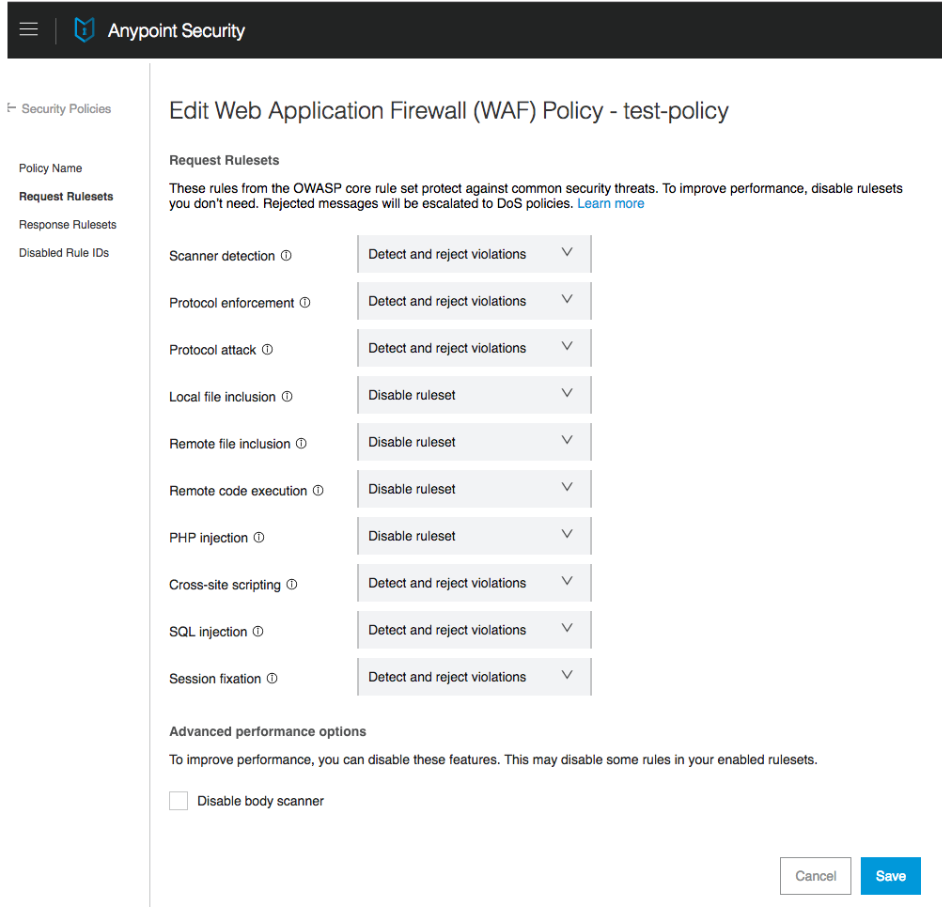 Anypoint Security
Security Policies
Policy Name
Request Rulesets
Response Rulesets
Disabled Rule IDs
Edit Web Application Firewall (WAF) Policy - test-policy
Request Rulesets
These rules from the OWASP core rule set protect against common security threats. To improve performance, disable rulesets
you don't need. Rejected messages will be escalated to DoS policies. Learn more
Scanner detection Detect and reject violations
Protocol enforcement Detect and reject violations
Protocol attack Detect and reject violations
Local file inclusion Disable ruleset
Remote file inclusion Disable ruleset
Remote code execution Disable ruleset
PHP injection Disable ruleset
Cross-site scripting Detect and reject violations
SQL injection Detect and reject violations
Session fixation Detect and reject violations
Advanced performance options
To improve performance, you can disable these features. This may disable some rules in your enabled rulesets.
Disable body scanner
Cancel Save